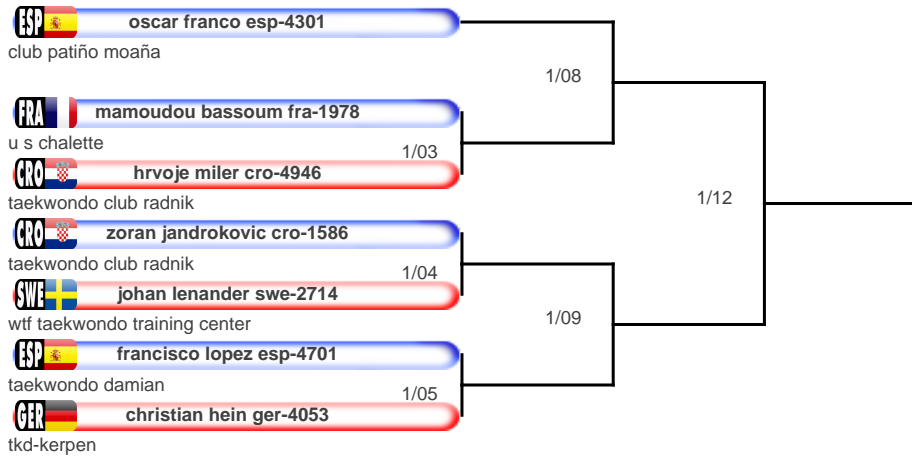 ESP oscar franco esp-4301
club patiño moaña
1/08
FRA mamoudou bassoum fra-1978
u s chalette
1/03
CRO hrvoje miler cro-4946
taekwondo club radnik
1/12
CRO zoran jandrokovic cro-1586
taekwondo club radnik
1/04
SWE johan lenander swe-2714
wtf taekwondo training center
1/09
ESP francisco lopez esp-4701
taekwondo damian
1/05
GER christian hein ger-4053
tkd-kerpen